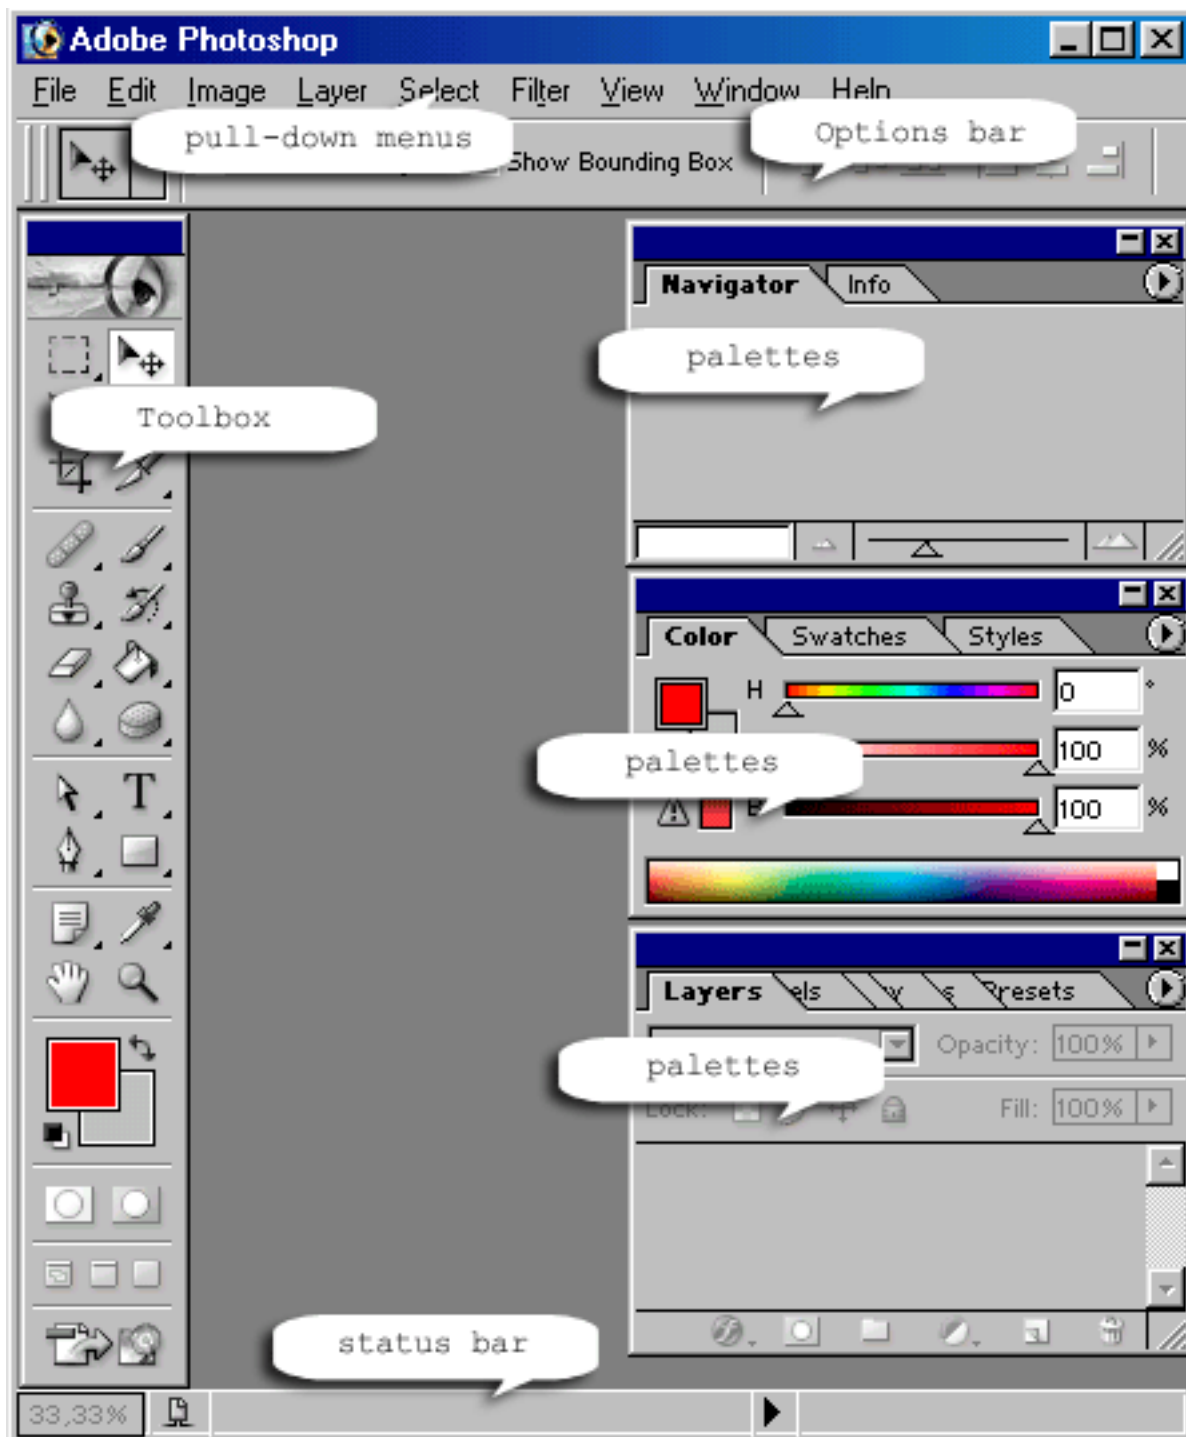 Adobe Photoshop
File Edit Image Layer Select Filter View Window Help
pull-down menus
Options bar
Show Bounding Box
Navigator Info
palettes
Toolbox
Color Swatches Styles
H 0 °
100 %
palettes
B 100 %
T
Layers els y s Presets
Opacity: 100%
palettes
Lock: Fill: 100%
status bar
33,33%